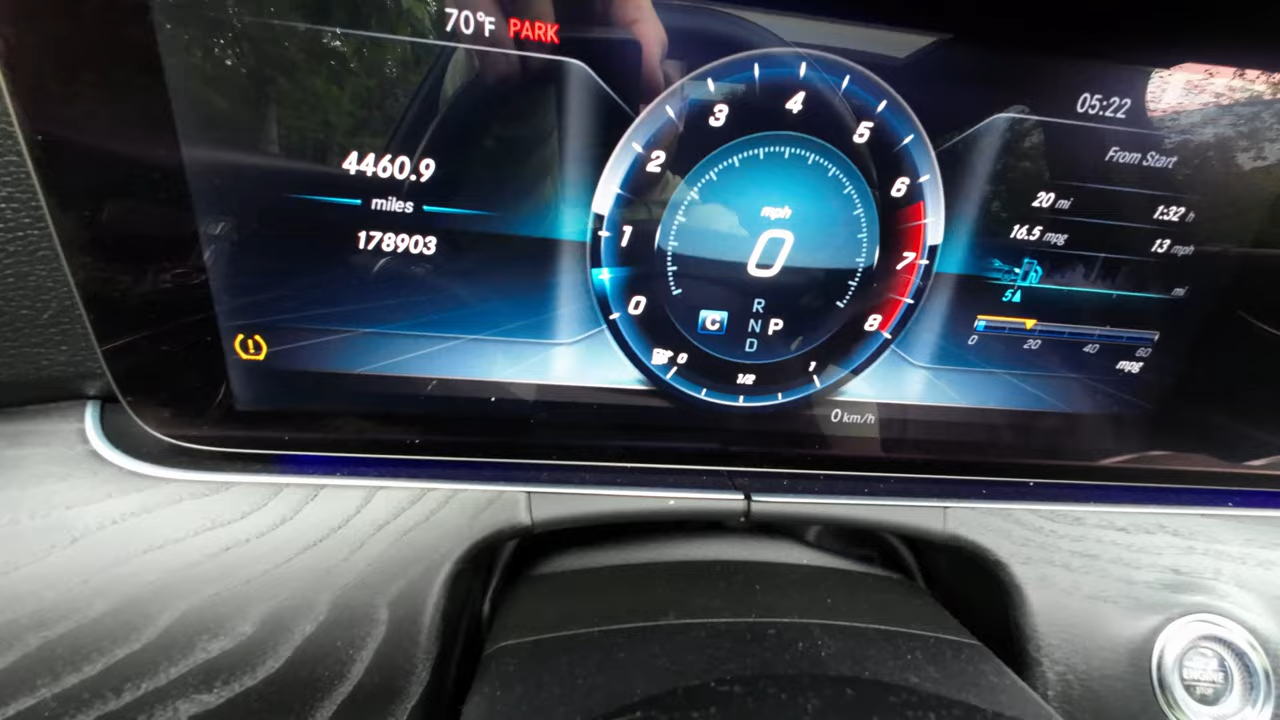 70°F PARK
4460.9
miles
178903
0 1 2 3 4 5 6 7 8
mph
0
C
R
N P
D
0 1/2 1
0 km/h
05:22
From Start
20 mi 1:32 h
16.5 mpg 13 mph
mi
5
0 20 40 60
mpg
ENGINE
STOP